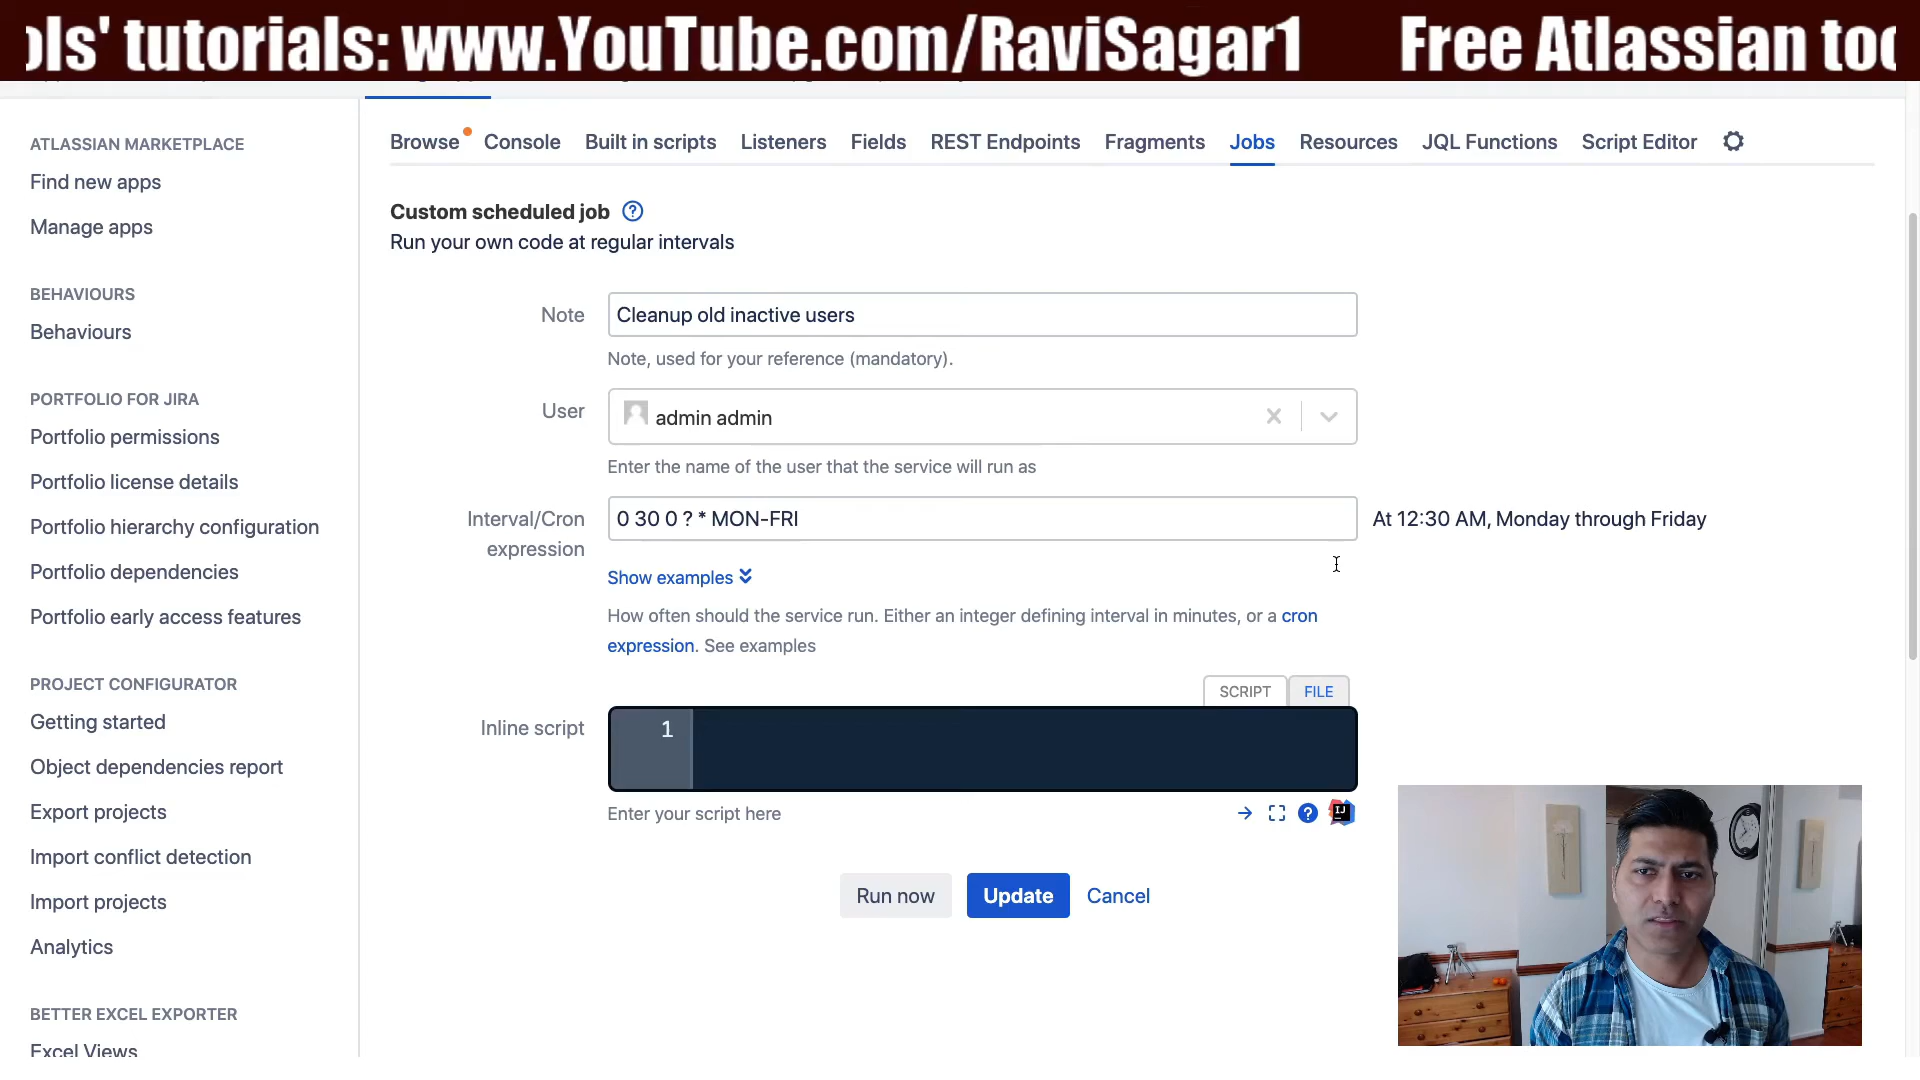 ols' tutorials: www.YouTube.com/RaviSagar1 Free Atlassian too
Browse Console Built in scripts Listeners Fields REST Endpoints Fragments Jobs Resources JQL Functions Script Editor
ATLASSIAN MARKETPLACE
Find new apps
Manage apps
BEHAVIOURS
Behaviours
PORTFOLIO FOR JIRA
Portfolio permissions
Portfolio license details
Portfolio hierarchy configuration
Portfolio dependencies
Portfolio early access features
PROJECT CONFIGURATOR
Getting started
Object dependencies report
Export projects
Import conflict detection
Import projects
Analytics
BETTER EXCEL EXPORTER
Excel Views
Custom scheduled job ?
Run your own code at regular intervals
Note Cleanup old inactive users
Note, used for your reference (mandatory).
User admin admin
Enter the name of the user that the service will run as
Interval/Cron expression 0 30 0 ? * MON-FRI At 12:30 AM, Monday through Friday
Show examples
How often should the service run. Either an integer defining interval in minutes, or a cron
expression. See examples
SCRIPT FILE
Inline script 1
Enter your script here ? IJ
Run now Update Cancel